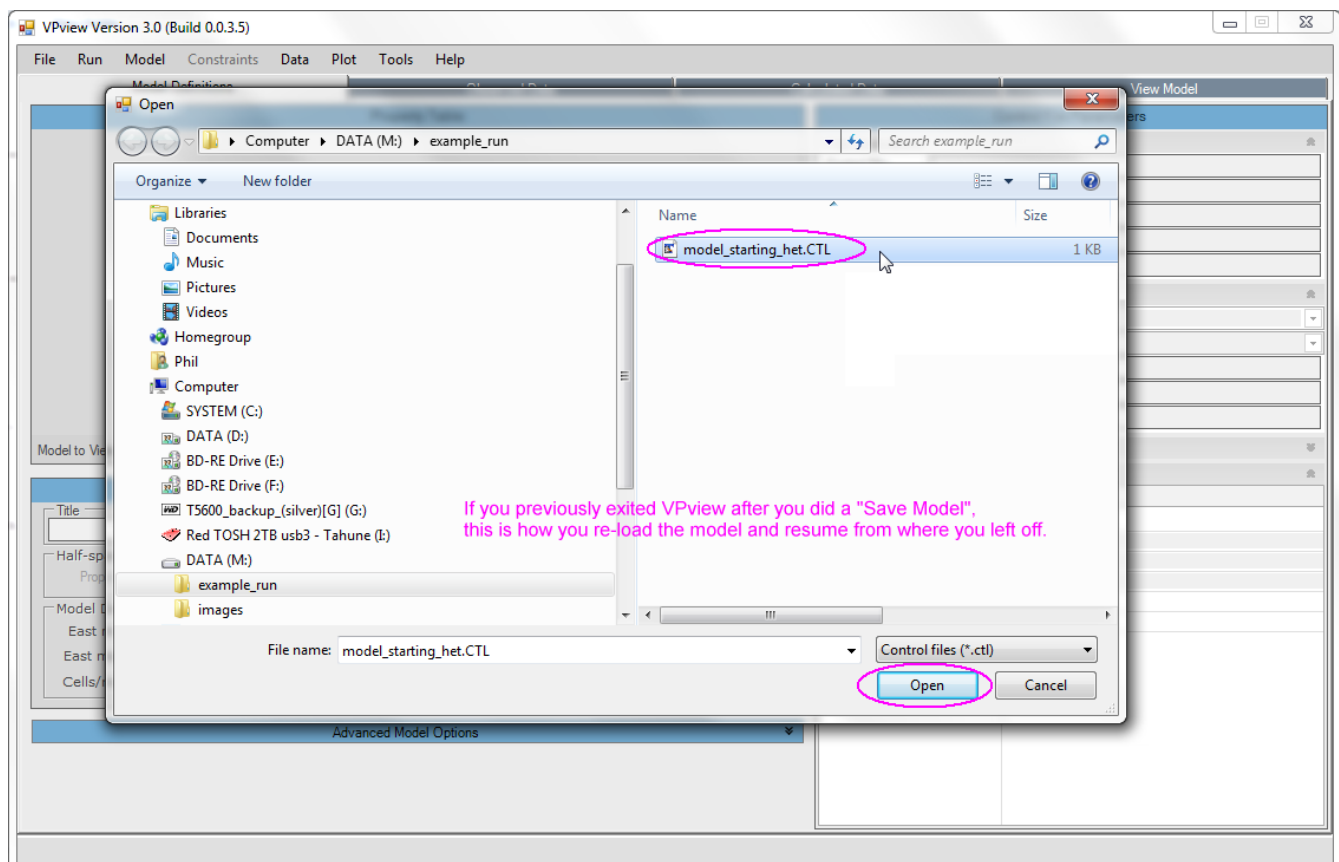 VPview Version 3.0 (Build 0.0.3.5)
File Run Model Constraints Data Plot Tools Help
Model Definitions
View Model
Open
Computer DATA (M:) example_run
Search example_run
Organize New folder
Name Size
Libraries
Documents
Music
Pictures
Videos
Homegroup
Phil
Computer
SYSTEM (C:)
DATA (D:)
BD-RE Drive (E:)
BD-RE Drive (F:)
T5600_backup_(silver)[G] (G:)
Red TOSH 2TB usb3 - Tahune (I:)
DATA (M:)
example_run
images
model_starting_het.CTL 1 KB
If you previously exited VPview after you did a "Save Model",
this is how you re-load the model and resume from where you left off.
File name: model_starting_het.CTL Control files (*.ctl)
Open Cancel
Model to Vie
Title
Half-sp
Prop
Model D
East
East
Cells/
Advanced Model Options